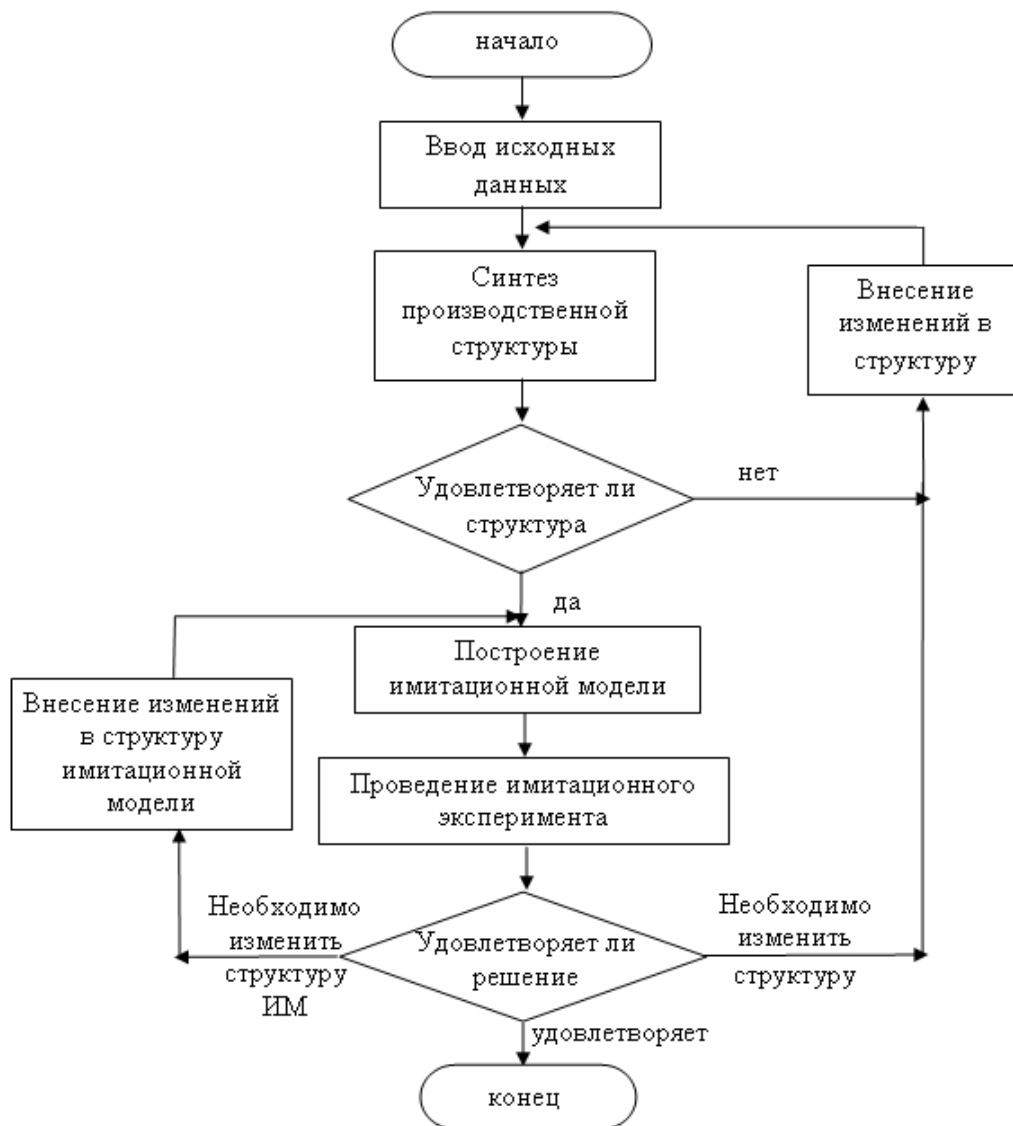 начало
Ввод исходных
данных
Синтез
производственной
структуры
Внесение
изменений в
структуру
Удовлетворяет ли
структура
нет
да
Построение
имитационной модели
Внесение изменений
в структуру
имитационной
модели
Проведение имитационного
эксперимента
Необходимо
изменить
структуру
ИМ
Удовлетворяет ли
решение
Необходимо
изменить
структуру
удовлетворяет
конец